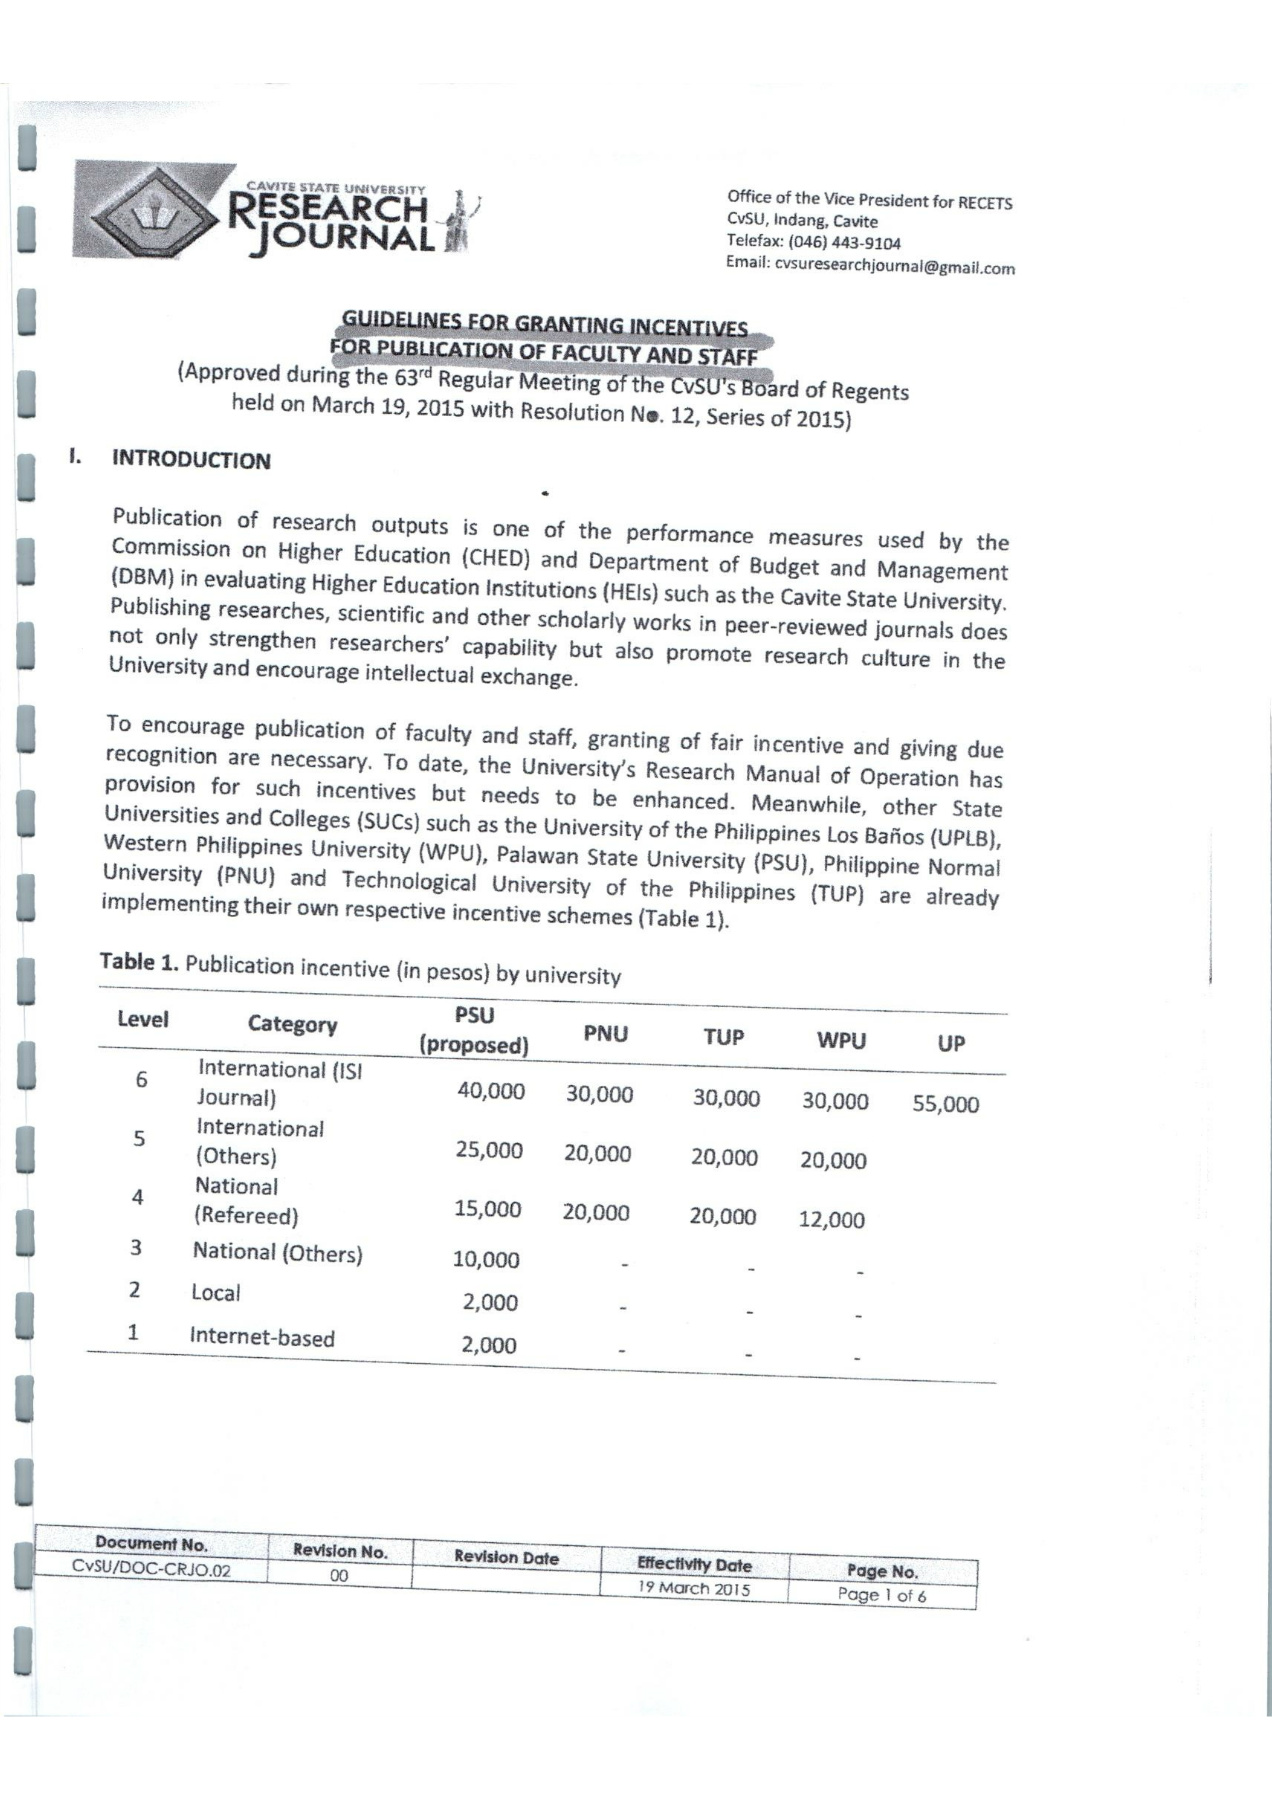 CAVITE STATE UNIVERSITY
RESEARCH
JOURNAL
Office of the Vice President for RECETS
CvSU, Indang, Cavite
Telefax: (046) 443-9104
Email: cvsuresearchjournal@gmail.com
GUIDELINES FOR GRANTING INCENTIVES
FOR PUBLICATION OF FACULTY AND STAFF
(Approved during the 63rd Regular Meeting of the CvSU's Board of Regents
held on March 19, 2015 with Resolution No. 12, Series of 2015)
I. INTRODUCTION
Publication of research outputs is one of the performance measures used by the
Commission on Higher Education (CHED) and Department of Budget and Management
(DBM) in evaluating Higher Education Institutions (HEIs) such as the Cavite State University.
Publishing researches, scientific and other scholarly works in peer-reviewed journals does
not only strengthen researchers' capability but also promote research culture in the
University and encourage intellectual exchange.
To encourage publication of faculty and staff, granting of fair incentive and giving due
recognition are necessary. To date, the University's Research Manual of Operation has
provision for such incentives but needs to be enhanced. Meanwhile, other State
Universities and Colleges (SUCs) such as the University of the Philippines Los Baños (UPLB),
Western Philippines University (WPU), Palawan State University (PSU), Philippine Normal
University (PNU) and Technological University of the Philippines (TUP) are already
implementing their own respective incentive schemes (Table 1).
Table 1. Publication incentive (in pesos) by university
Level Category PSU (proposed) PNU TUP WPU UP
6 International (ISI Journal) 40,000 30,000 30,000 30,000 55,000
5 International (Others) 25,000 20,000 20,000 20,000
4 National (Refereed) 15,000 20,000 20,000 12,000
3 National (Others) 10,000 - - -
2 Local 2,000 - - -
1 Internet-based 2,000 - - -
Document No. Revision No. Revision Date Effectivity Date Page No.
CvSU/DOC-CRJO.02 00 19 March 2015 Page 1 of 6